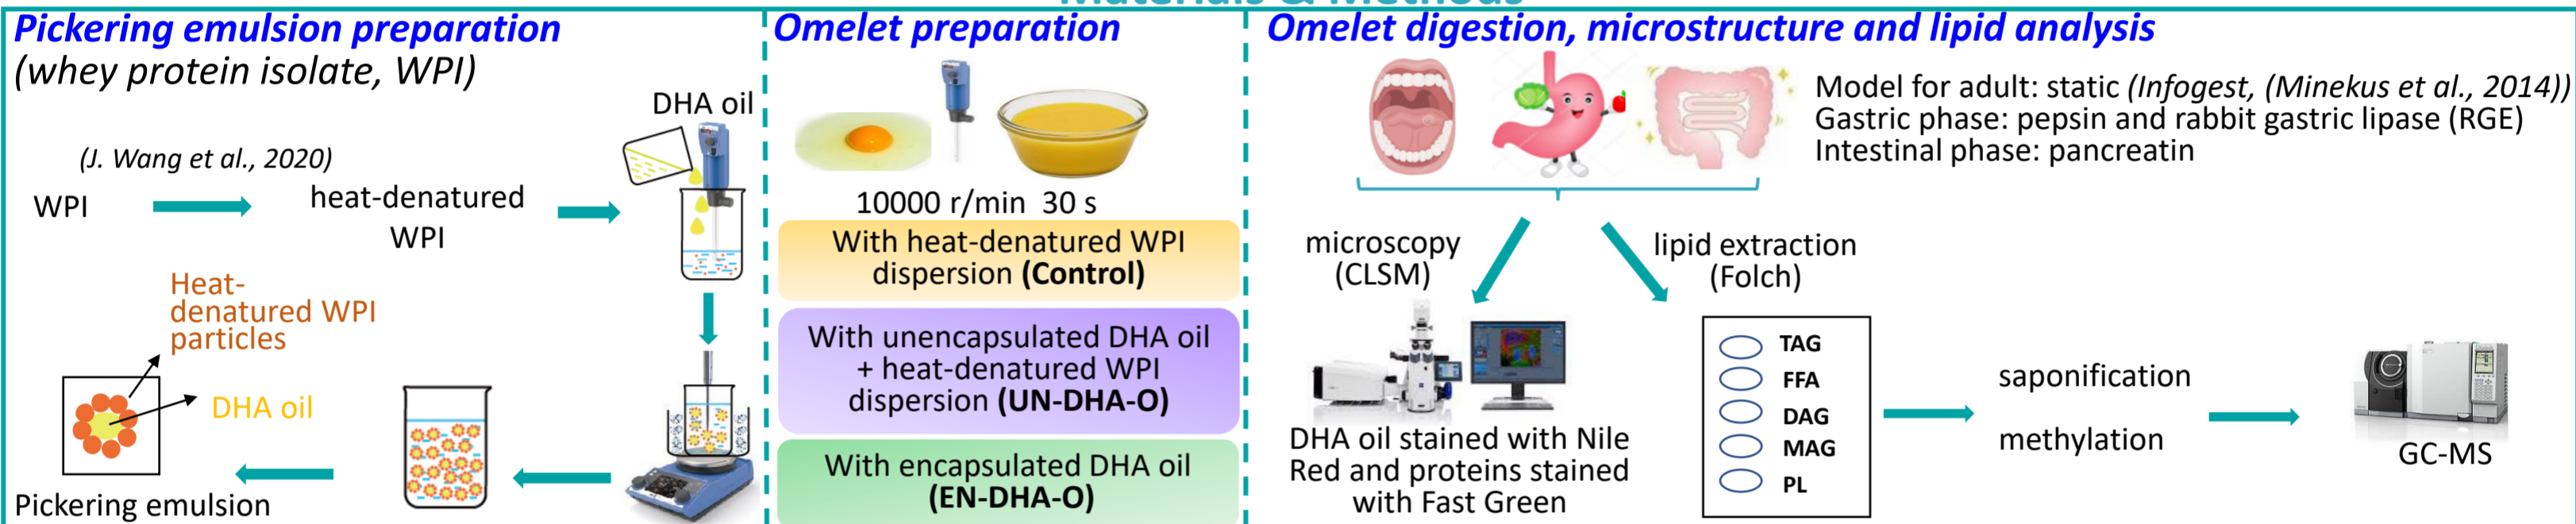 Materials & Methods
Pickering emulsion preparation
(whey protein isolate, WPI)
DHA oil
(J. Wang et al., 2020)
WPI
heat-denatured
WPI
Heat-
denatured WPI
particles
DHA oil
Pickering emulsion
Omelet preparation
10000 r/min 30 s
With heat-denatured WPI
dispersion (Control)
With unencapsulated DHA oil
+ heat-denatured WPI
dispersion (UN-DHA-O)
With encapsulated DHA oil
(EN-DHA-O)
Omelet digestion, microstructure and lipid analysis
Model for adult: static (Infogest, (Minekus et al., 2014))
Gastric phase: pepsin and rabbit gastric lipase (RGE)
Intestinal phase: pancreatin
microscopy
(CLSM)
lipid extraction
(Folch)
DHA oil stained with Nile
Red and proteins stained
with Fast Green
TAG
FFA
DAG
MAG
PL
saponification
methylation
GC-MS